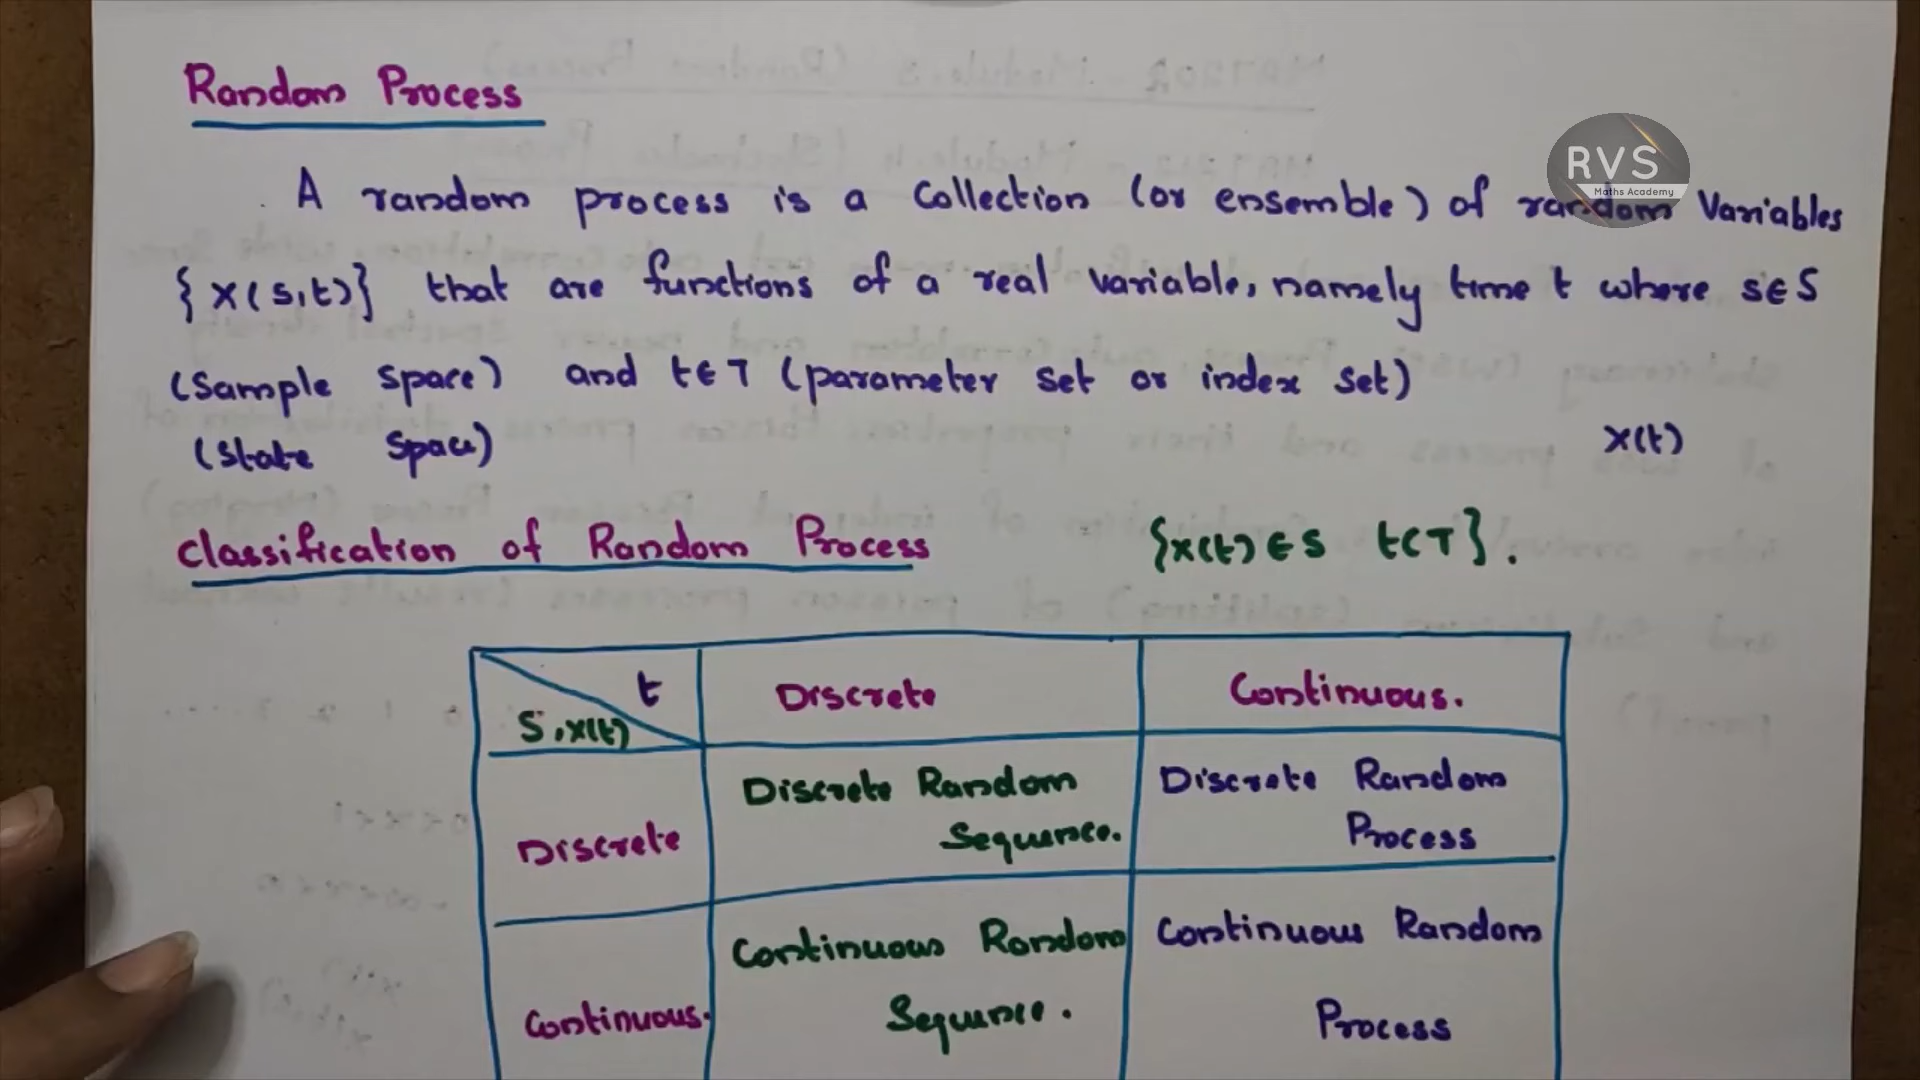 Random Process
RVS
Maths Academy
A random process is a collection (or ensemble) of random variables
{X(s,t)} that are functions of a real variable, namely time t where s∈S
(Sample Space) and t∈T (parameter set or index set)
(State Space)
X(t)
Classification of Random Process
{X(t)∈S t∈T}.
t
S,X(t)
Discrete
Continuous.
Discrete
Discrete Random
Sequence.
Discrete Random
Process
Continuous.
Continuous Random
Sequence.
Continuous Random
Process